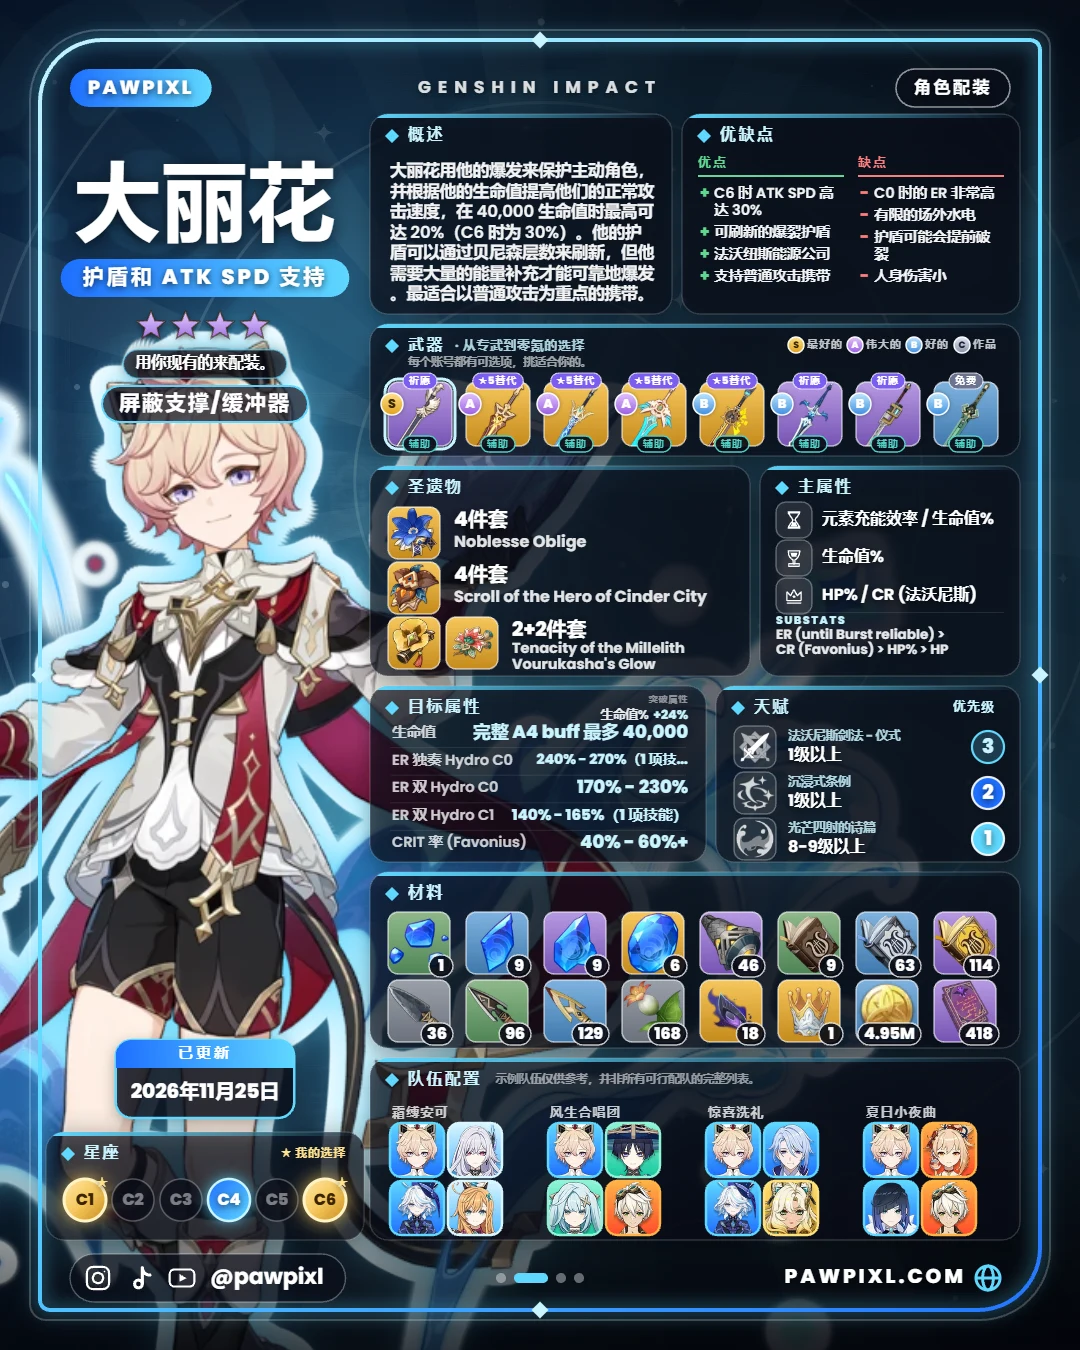 PAWPIXL
GENSHIN IMPACT
角色配装
大丽花
护盾和 ATK SPD 支持
用你现有的来配装。
屏蔽支撑/缓冲器
概述
大丽花用他的爆发来保护主动角色，
并根据他的生命值提高他们的正常攻
击速度，在 40,000 生命值时最高可
达 20%（C6 时为 30%）。他的护
盾可以通过贝尼森层数来刷新，但他
需要大量的能量补充才能可靠地爆发
。最适合以普通攻击为重点的携带。
优缺点
优点
+ C6 时 ATK SPD 高
达 30%
+ 可刷新的爆裂护盾
+ 法沃纽斯能源公司
+ 支持普通攻击携带
缺点
- C0 时的 ER 非常高
- 有限的场外水电
- 护盾可能会提前破
裂
- 人身伤害小
武器 · 从专武到零氪的选择
每个账号都有可选项，挑适合你的。
S 最好的 A 伟大的 B 好的 C 作品
祈愿 ★5替代 ★5替代 ★5替代 ★5替代 祈愿 祈愿 免费
S A A A B B B B
辅助 辅助 辅助 辅助 辅助 辅助 辅助 辅助
圣遗物
4件套
Noblesse Oblige
4件套
Scroll of the Hero of Cinder City
2+2件套
Tenacity of the Millelith
Vourukasha's Glow
主属性
元素充能效率 / 生命值%
生命值%
HP% / CR (法沃尼斯)
SUBSTATS
ER (until Burst reliable) >
CR (Favonius) > HP% > HP
目标属性
突破属性
生命值% +24%
生命值 完整 A4 buff 最多 40,000
ER 独奏 Hydro C0 240% – 270%（1 项技...
ER 双 Hydro C0 170% – 230%
ER 双 Hydro C1 140% – 165%（1 项技能）
CRIT 率 (Favonius) 40% – 60%+
天赋 优先级
法沃尼斯剑法 - 仪式
1级以上
3
沉浸式条例
1级以上
2
光芒四射的诗篇
8-9级以上
1
材料
1 9 9 6 46 9 63 114
36 96 129 168 18 1 4.95M 418
已更新
2026年11月25日
星座 ★ 我的选择
C1 C2 C3 C4 C5 C6
队伍配置 示例队伍仅供参考，并非所有可行配队的完整列表。
霜缚安可
风生合唱团
惊喜洗礼
夏日小夜曲
@pawpixl
PAWPIXL.COM